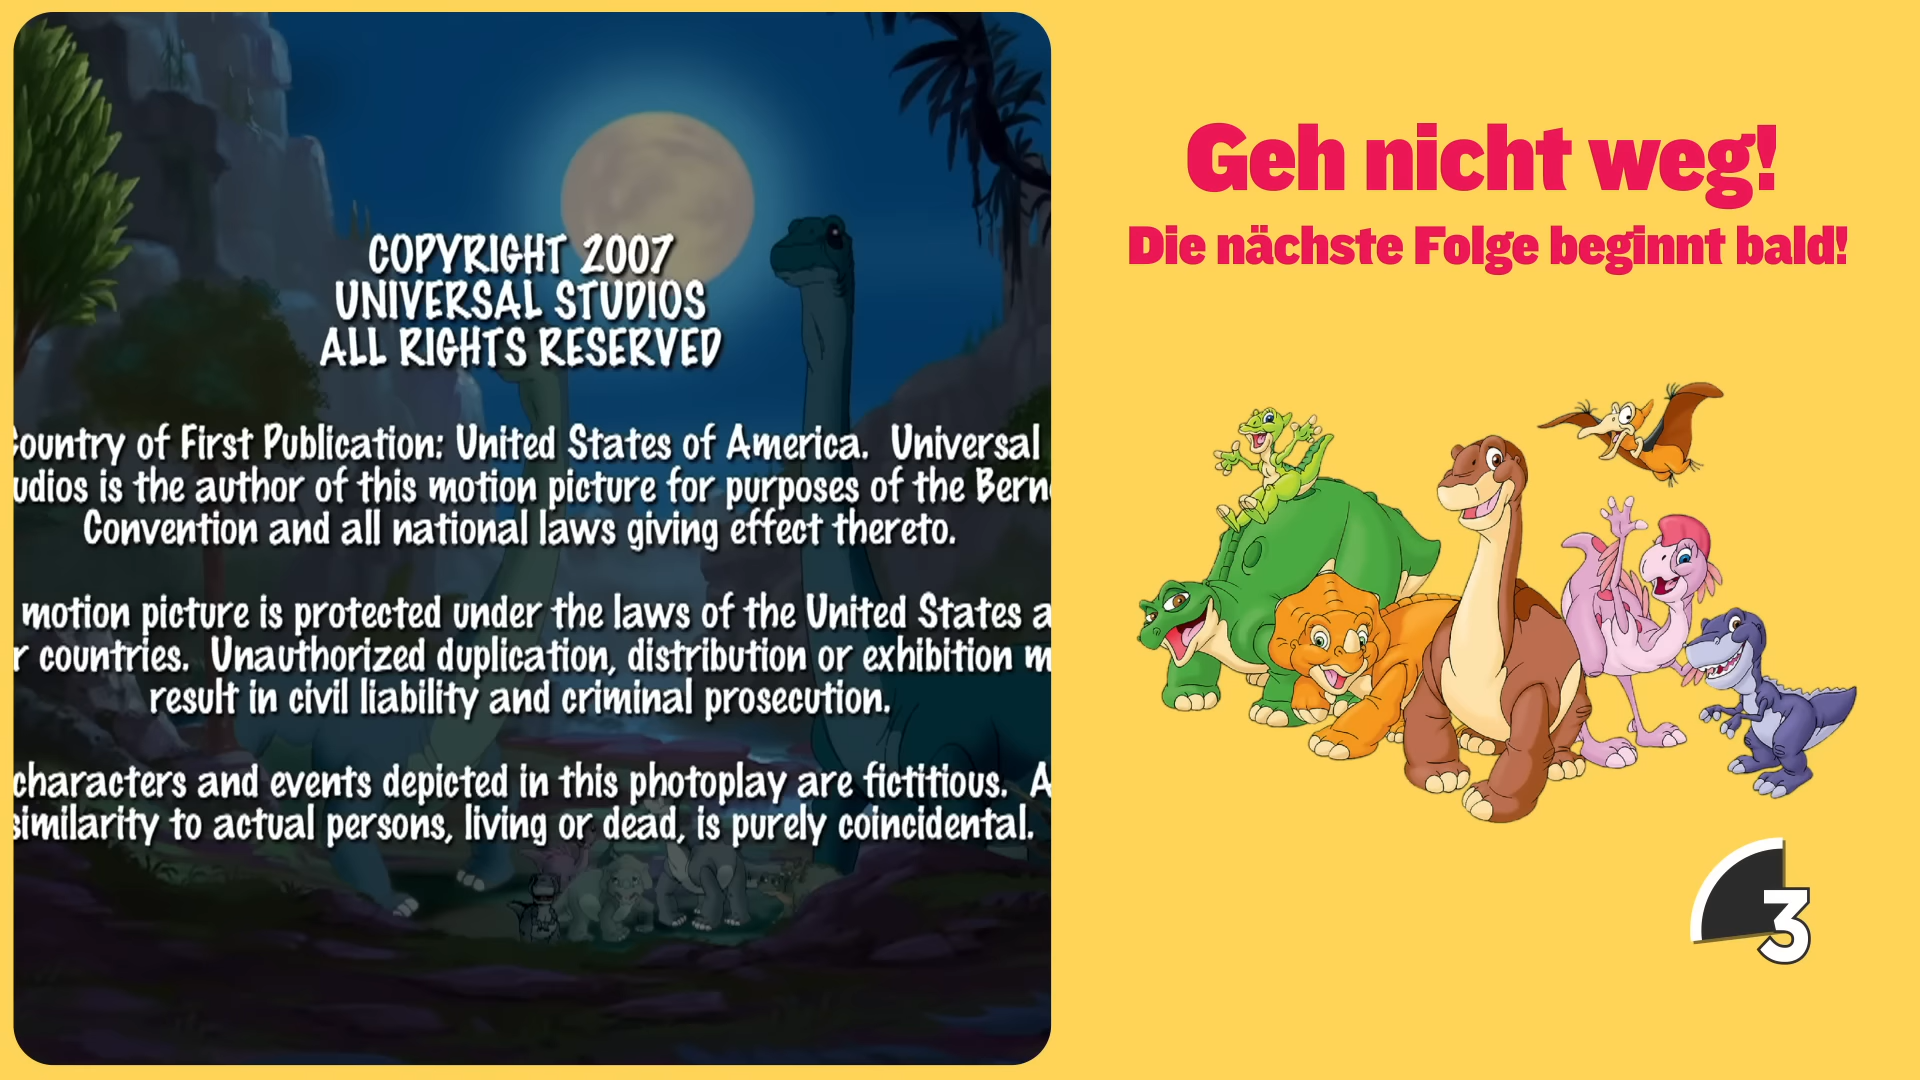 COPYRIGHT 2007
UNIVERSAL STUDIOS
ALL RIGHTS RESERVED
ountry of First Publication: United States of America. Universal
udios is the author of this motion picture for purposes of the Bern
Convention and all national laws giving effect thereto.
motion picture is protected under the laws of the United States a
r countries. Unauthorized duplication, distribution or exhibition m
result in civil liability and criminal prosecution.
characters and events depicted in this photoplay are fictitious. A
similarity to actual persons, living or dead, is purely coincidental.
Geh nicht weg!
Die nächste Folge beginnt bald!
3